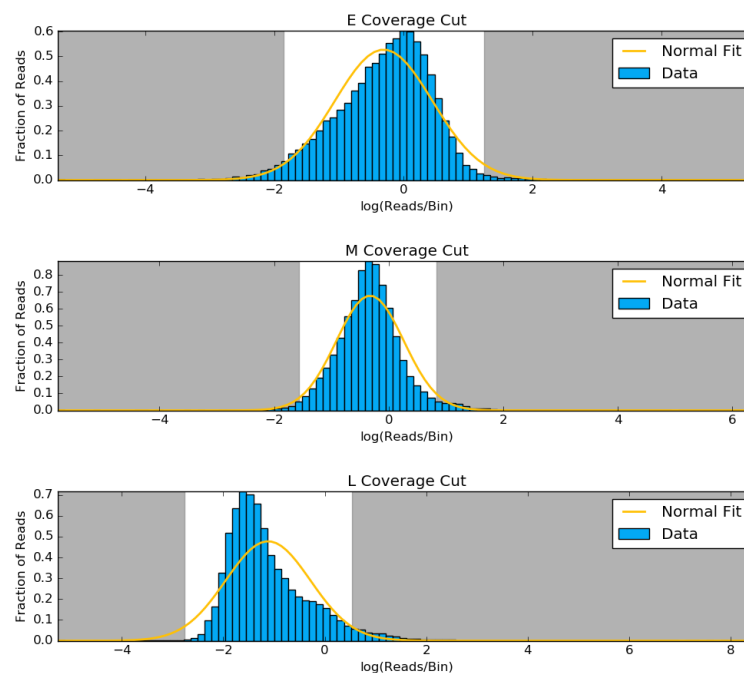 E Coverage Cut
Fraction of Reads
0.6
0.5
0.4
0.3
0.2
0.1
0.0
Normal Fit
Data
−4 −2 0 2 4
log(Reads/Bin)
M Coverage Cut
Fraction of Reads
0.8
0.7
0.6
0.5
0.4
0.3
0.2
0.1
0.0
Normal Fit
Data
−4 −2 0 2 4 6
log(Reads/Bin)
L Coverage Cut
Fraction of Reads
0.7
0.6
0.5
0.4
0.3
0.2
0.1
0.0
Normal Fit
Data
−4 −2 0 2 4 6 8
log(Reads/Bin)